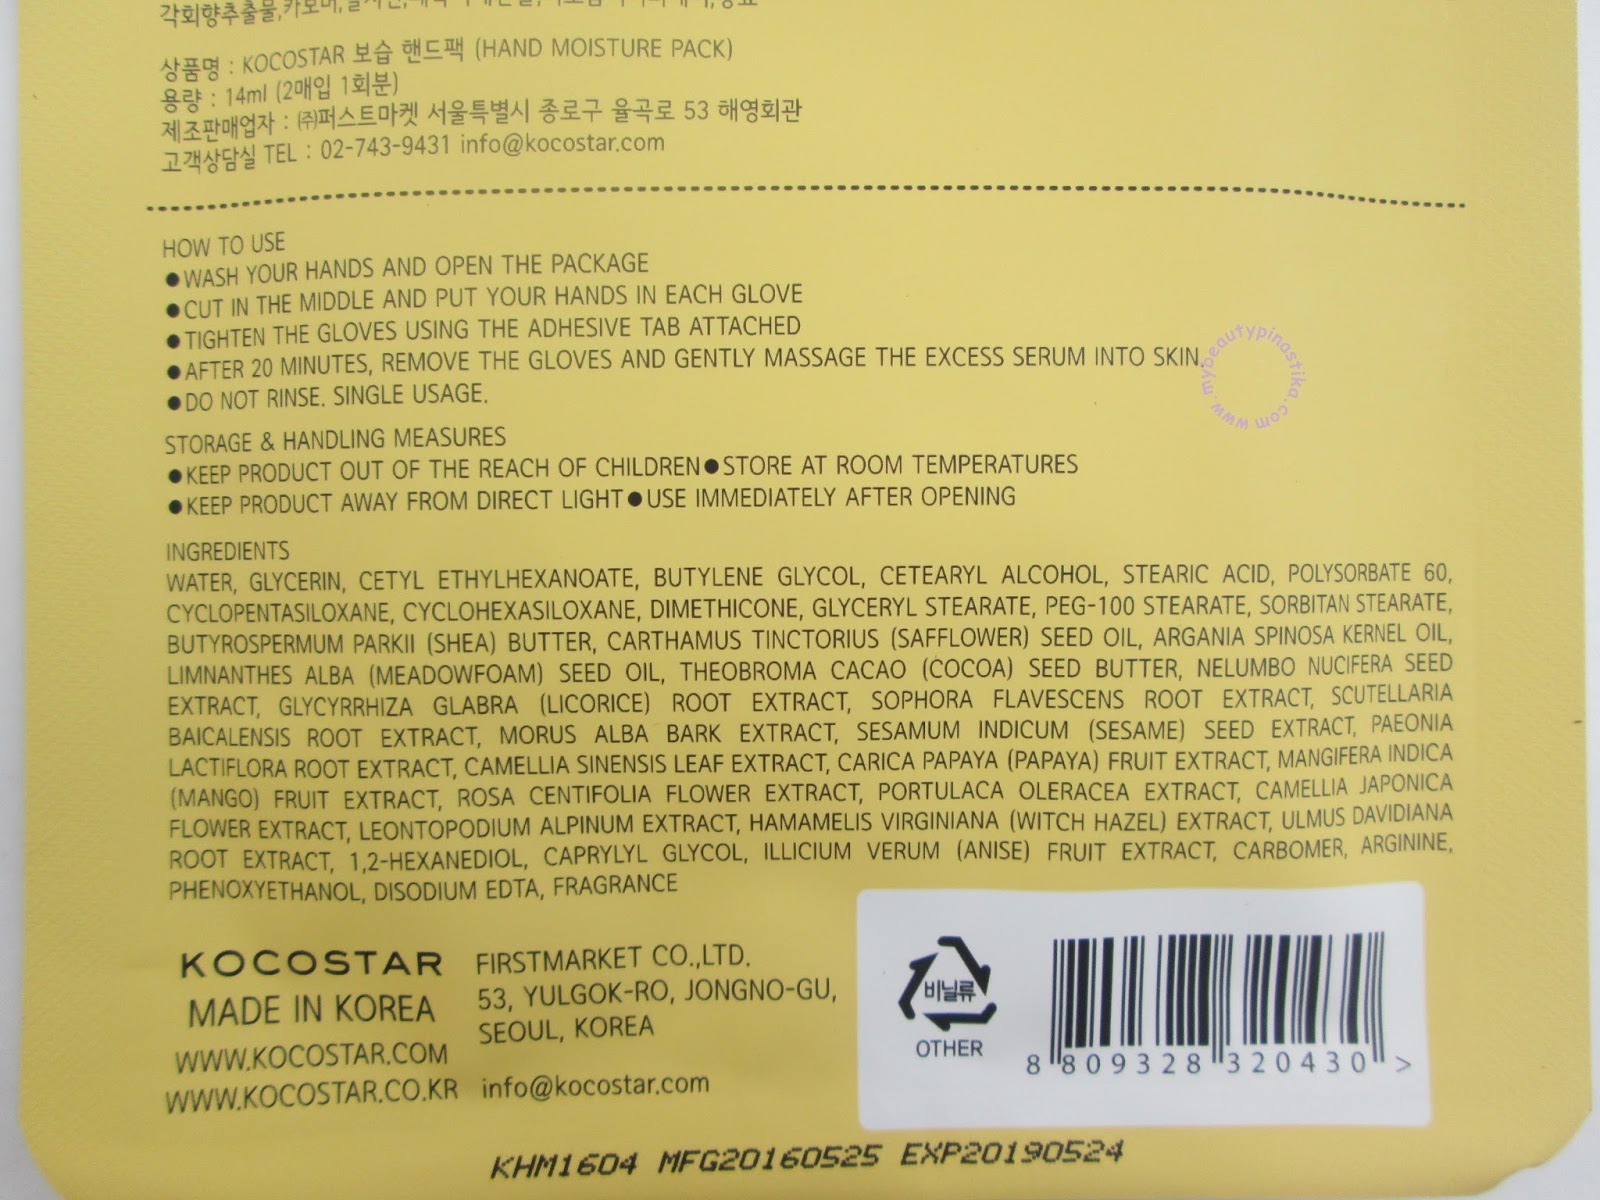 각회향추출물,카보머,
상품명 : KOCOSTAR 보습 핸드팩 (HAND MOISTURE PACK)
용량 : 14ml (2매입 1회분)
제조판매업자 : ㈜퍼스트마켓 서울특별시 종로구 율곡로 53 해영회관
고객상담실 TEL : 02-743-9431 info@kocostar.com
HOW TO USE
●WASH YOUR HANDS AND OPEN THE PACKAGE
●CUT IN THE MIDDLE AND PUT YOUR HANDS IN EACH GLOVE
●TIGHTEN THE GLOVES USING THE ADHESIVE TAB ATTACHED
●AFTER 20 MINUTES, REMOVE THE GLOVES AND GENTLY MASSAGE THE EXCESS SERUM INTO SKIN.
●DO NOT RINSE. SINGLE USAGE.
www.mybeautypinastika.com
STORAGE & HANDLING MEASURES
●KEEP PRODUCT OUT OF THE REACH OF CHILDREN●STORE AT ROOM TEMPERATURES
●KEEP PRODUCT AWAY FROM DIRECT LIGHT●USE IMMEDIATELY AFTER OPENING
INGREDIENTS
WATER, GLYCERIN, CETYL ETHYLHEXANOATE, BUTYLENE GLYCOL, CETEARYL ALCOHOL, STEARIC ACID, POLYSORBATE 60,
CYCLOPENTASILOXANE, CYCLOHEXASILOXANE, DIMETHICONE, GLYCERYL STEARATE, PEG-100 STEARATE, SORBITAN STEARATE,
BUTYROSPERMUM PARKII (SHEA) BUTTER, CARTHAMUS TINCTORIUS (SAFFLOWER) SEED OIL, ARGANIA SPINOSA KERNEL OIL,
LIMNANTHES ALBA (MEADOWFOAM) SEED OIL, THEOBROMA CACAO (COCOA) SEED BUTTER, NELUMBO NUCIFERA SEED
EXTRACT, GLYCYRRHIZA GLABRA (LICORICE) ROOT EXTRACT, SOPHORA FLAVESCENS ROOT EXTRACT, SCUTELLARIA
BAICALENSIS ROOT EXTRACT, MORUS ALBA BARK EXTRACT, SESAMUM INDICUM (SESAME) SEED EXTRACT, PAEONIA
LACTIFLORA ROOT EXTRACT, CAMELLIA SINENSIS LEAF EXTRACT, CARICA PAPAYA (PAPAYA) FRUIT EXTRACT, MANGIFERA INDICA
(MANGO) FRUIT EXTRACT, ROSA CENTIFOLIA FLOWER EXTRACT, PORTULACA OLERACEA EXTRACT, CAMELLIA JAPONICA
FLOWER EXTRACT, LEONTOPODIUM ALPINUM EXTRACT, HAMAMELIS VIRGINIANA (WITCH HAZEL) EXTRACT, ULMUS DAVIDIANA
ROOT EXTRACT, 1,2-HEXANEDIOL, CAPRYLYL GLYCOL, ILLICIUM VERUM (ANISE) FRUIT EXTRACT, CARBOMER, ARGININE,
PHENOXYETHANOL, DISODIUM EDTA, FRAGRANCE
KOCOSTAR
MADE IN KOREA
WWW.KOCOSTAR.COM
WWW.KOCOSTAR.CO.KR
FIRSTMARKET CO.,LTD.
53, YULGOK-RO, JONGNO-GU,
SEOUL, KOREA
info@kocostar.com
비닐류
OTHER
8 809328 320430 >
KHM1604 MFG20160525 EXP20190524